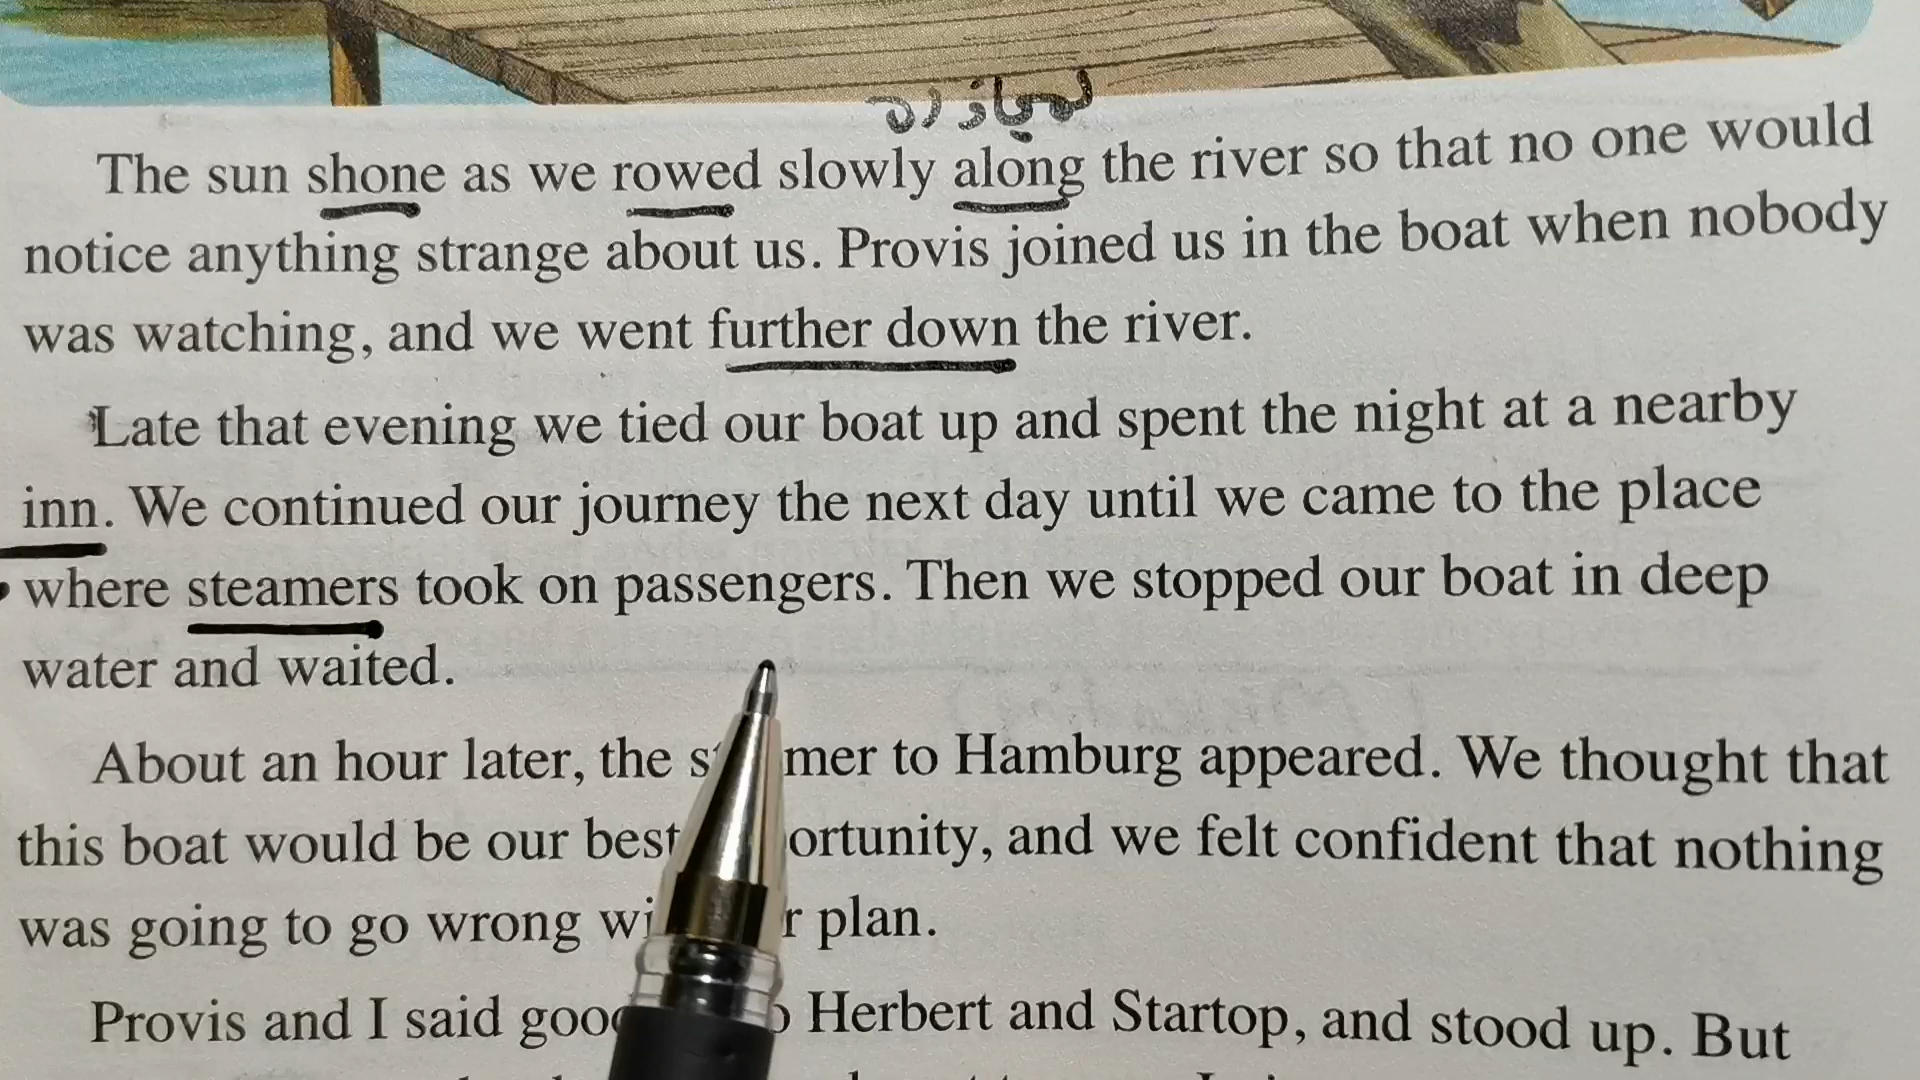 The sun shone as we rowed slowly along the river so that no one would
notice anything strange about us. Provis joined us in the boat when nobody
was watching, and we went further down the river.
Late that evening we tied our boat up and spent the night at a nearby
inn. We continued our journey the next day until we came to the place
where steamers took on passengers. Then we stopped our boat in deep
water and waited.
About an hour later, the mer to Hamburg appeared. We thought that
this boat would be our best ortunity, and we felt confident that nothing
was going to go wrong wi r plan.
Provis and I said goo Herbert and Startop, and stood up. But